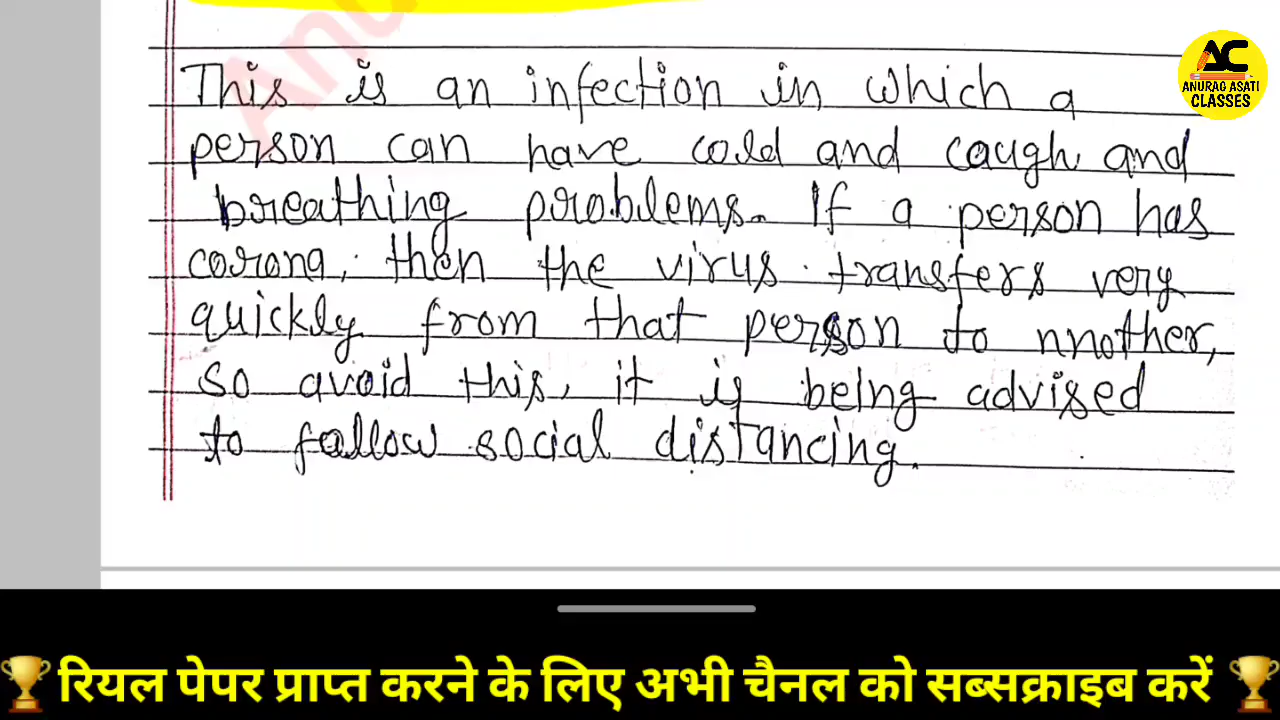 AC
ANURAG ASATI
CLASSES
This is an infection in which a
person can have cold and caugh and
breathing problems. If a person has
corona, then the virus transfers very
quickly from that person to nnother,
so avoid this, it is being advised
to follow social distancing.
🏆 रियल पेपर प्राप्त करने के लिए अभी चैनल को सब्सक्राइब करें 🏆